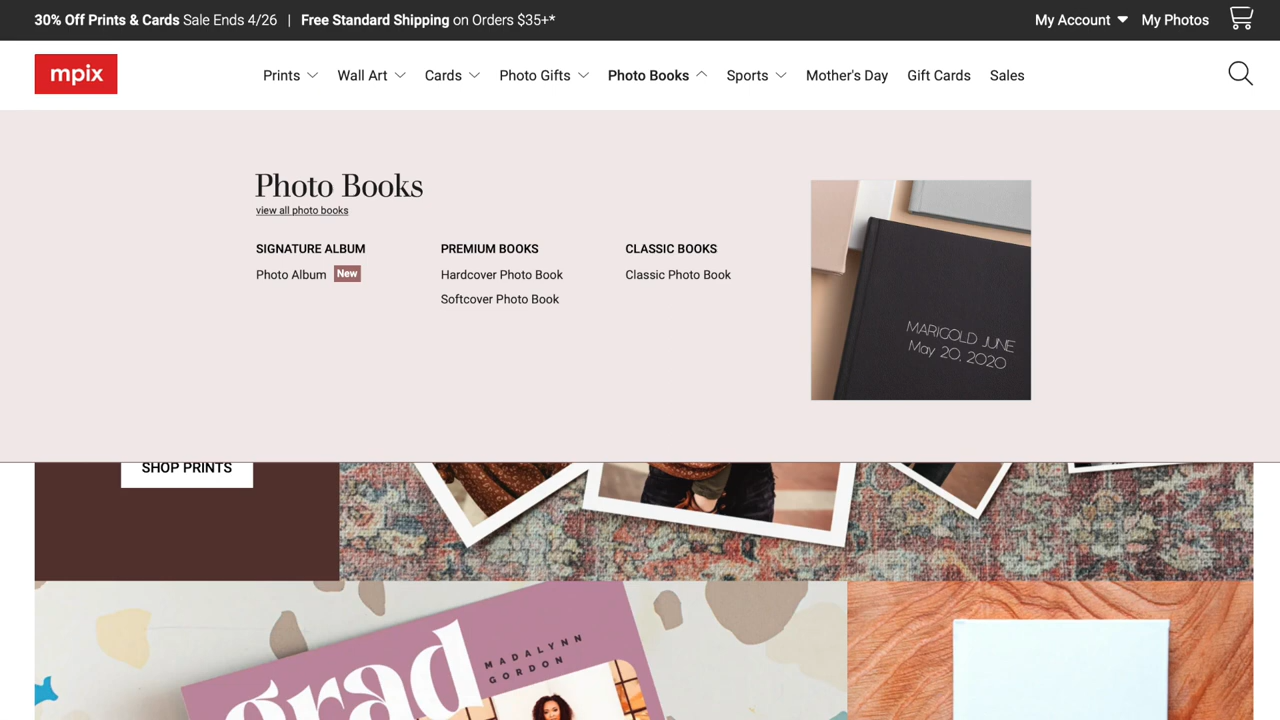 30% Off Prints & Cards Sale Ends 4/26 | Free Standard Shipping on Orders $35+*
My Account My Photos
mpix
Prints Wall Art Cards Photo Gifts Photo Books Sports Mother's Day Gift Cards Sales
Photo Books
view all photo books
SIGNATURE ALBUM
Photo Album New
PREMIUM BOOKS
Hardcover Photo Book
Softcover Photo Book
CLASSIC BOOKS
Classic Photo Book
MARIGOLD JUNE
May 20, 2020
SHOP PRINTS
grad
MADALYNN
GORDON